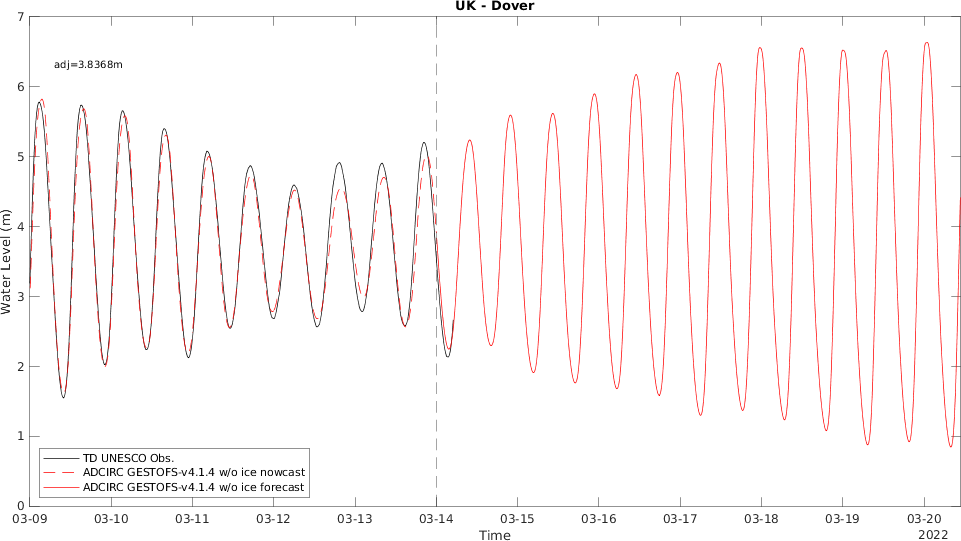 UK - Dover
7
adj=3.8368m
6
5
4
3
2
1
0
Water Level (m)
TD UNESCO Obs.
ADCIRC GESTOFS-v4.1.4 w/o ice nowcast
ADCIRC GESTOFS-v4.1.4 w/o ice forecast
03-09 03-10 03-11 03-12 03-13 03-14 03-15 03-16 03-17 03-18 03-19 03-20
Time
2022